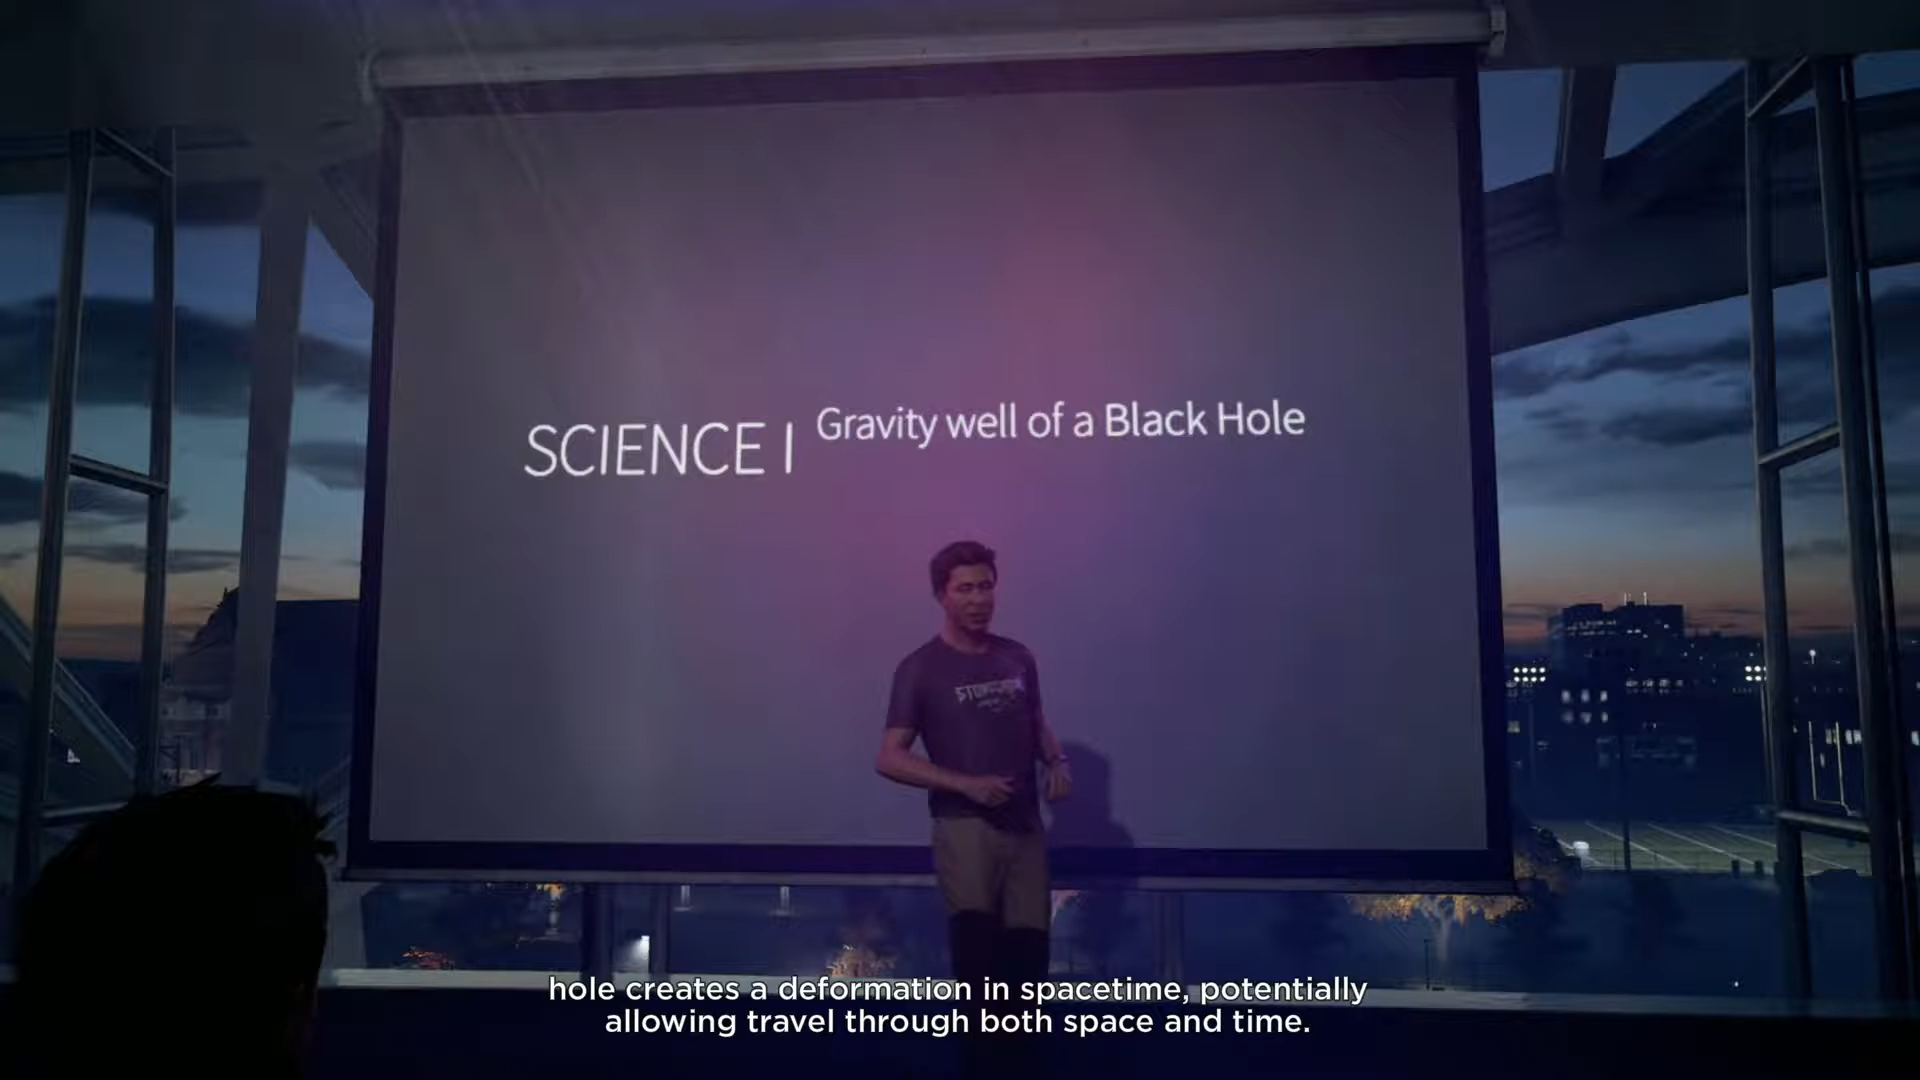 SCIENCE | Gravity well of a Black Hole
hole creates a deformation in spacetime, potentially
allowing travel through both space and time.